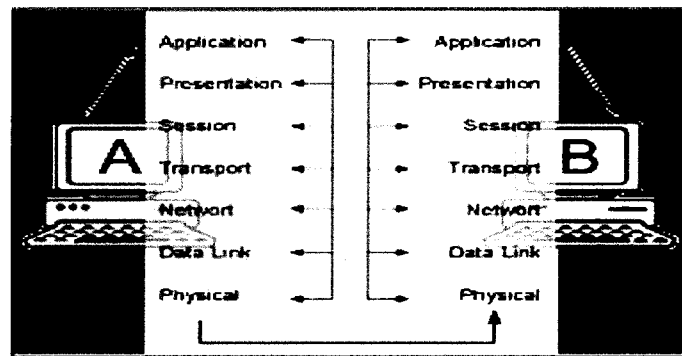 Application Application
Presentation Presentation
Session Session
A Transport Transport B
Network Network
Data Link Data Link
Physical Physical